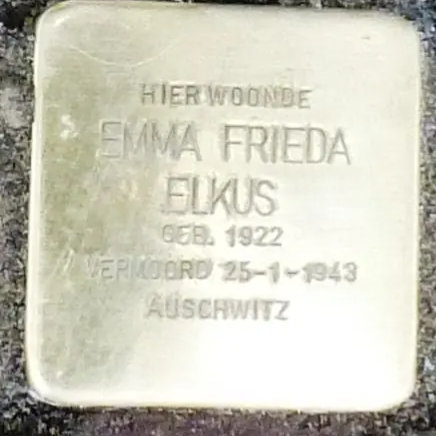 HIER WOONDE
EMMA FRIEDA
ELKUS
GEB. 1922
VERMOORD 25-1-1943
AUSCHWITZ